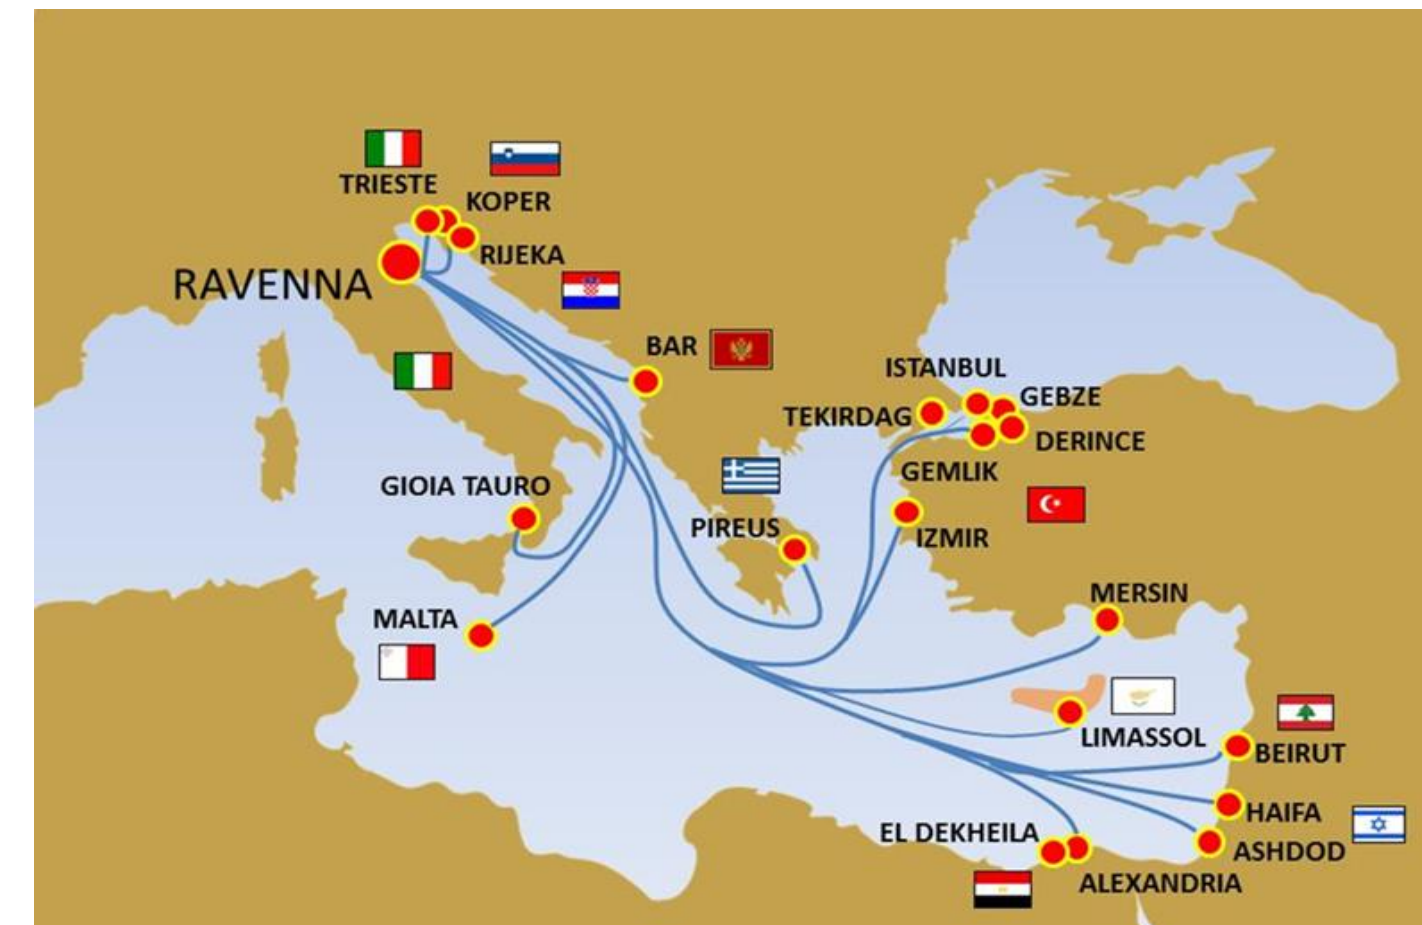 TRIESTE
KOPER
RIJEKA
RAVENNA
BAR
ISTANBUL
GEBZE
TEKIRDAG
DERINCE
GEMLIK
GIOIA TAURO
PIREUS
IZMIR
MERSIN
MALTA
LIMASSOL
BEIRUT
HAIFA
EL DEKHEILA
ASHDOD
ALEXANDRIA